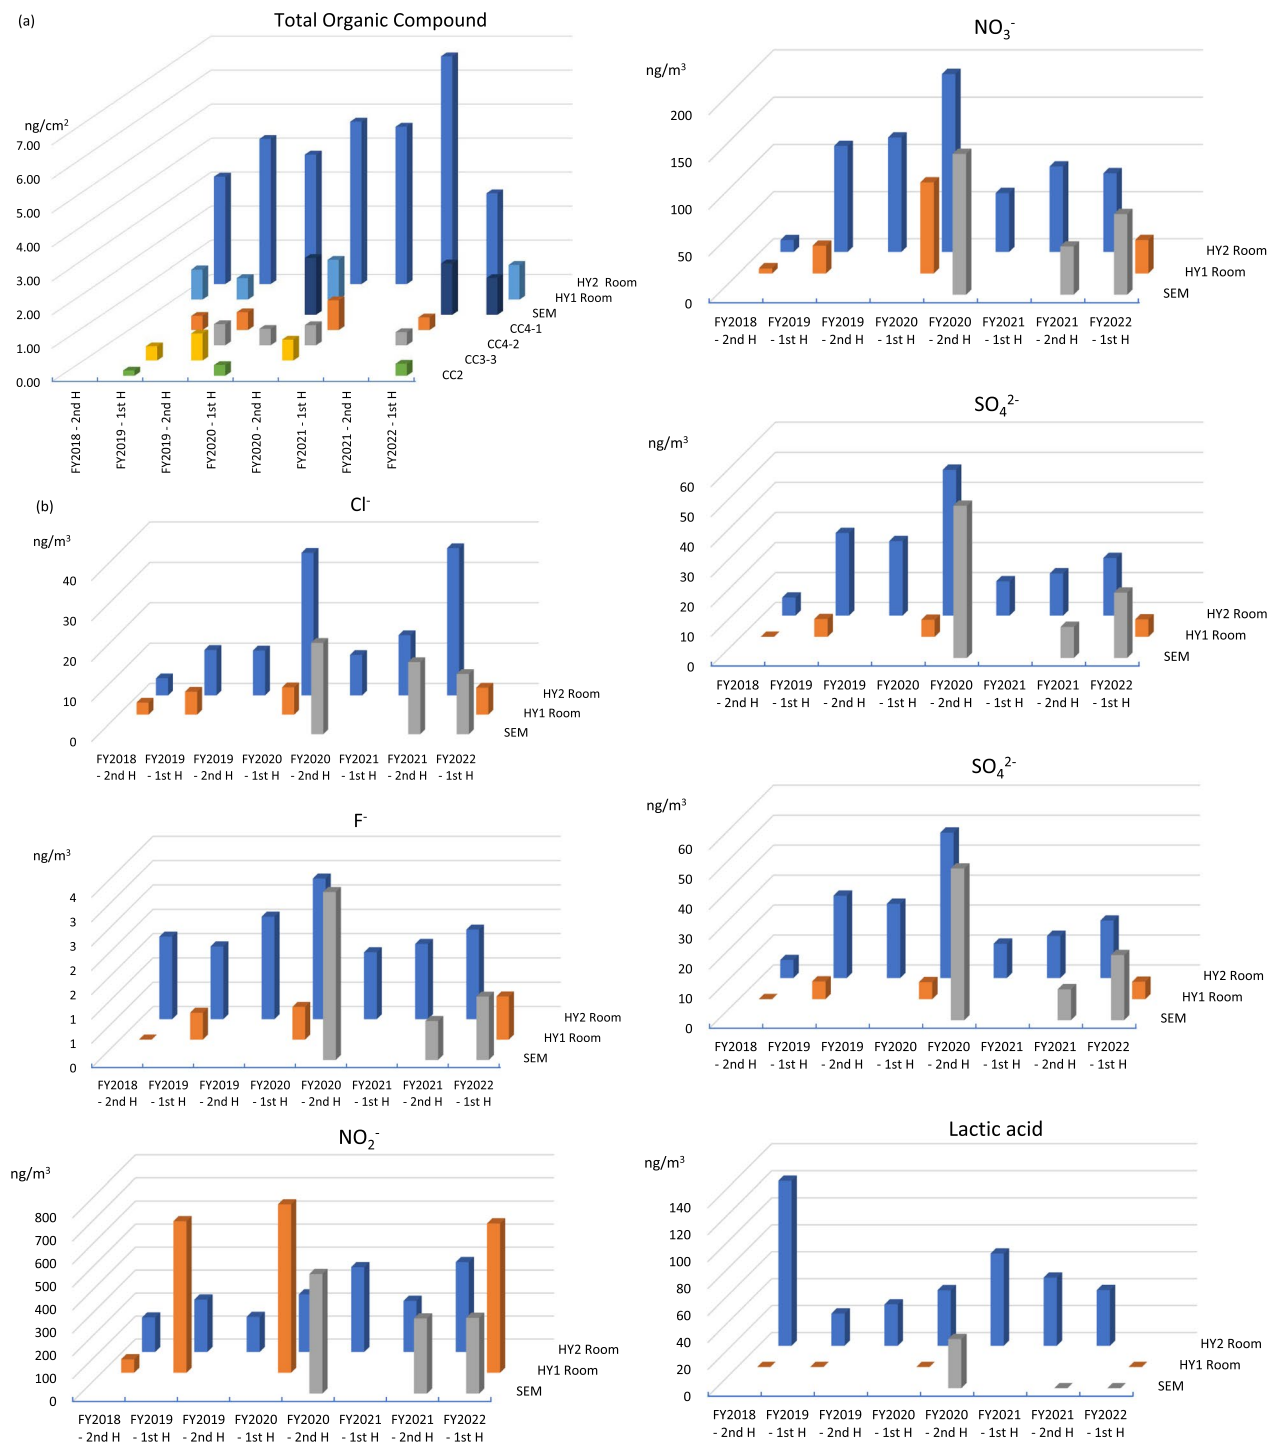 (a)
Total Organic Compound
ng/cm²
7.00
6.00
5.00
4.00
3.00
2.00
1.00
0.00
HY2 Room
HY1 Room
SEM
CC4-1
CC4-2
CC3-3
CC2
FY2018 - 2nd H
FY2019 - 1st H
FY2019 - 2nd H
FY2020 - 1st H
FY2020 - 2nd H
FY2021 - 1st H
FY2021 - 2nd H
FY2022 - 1st H
(b)
Cl⁻
ng/m³
40
30
20
10
0
HY2 Room
HY1 Room
SEM
FY2018 FY2019 FY2019 FY2020 FY2020 FY2021 FY2021 FY2022
- 2nd H - 1st H - 2nd H - 1st H - 2nd H - 1st H - 2nd H - 1st H
F⁻
ng/m³
4
3
3
2
2
1
1
0
HY2 Room
HY1 Room
SEM
FY2018 FY2019 FY2019 FY2020 FY2020 FY2021 FY2021 FY2022
- 2nd H - 1st H - 2nd H - 1st H - 2nd H - 1st H - 2nd H - 1st H
NO₂⁻
ng/m³
800
700
600
500
400
300
200
100
0
HY2 Room
HY1 Room
SEM
FY2018 FY2019 FY2019 FY2020 FY2020 FY2021 FY2021 FY2022
- 2nd H - 1st H - 2nd H - 1st H - 2nd H - 1st H - 2nd H - 1st H
NO₃⁻
ng/m³
200
150
100
50
0
HY2 Room
HY1 Room
SEM
FY2018 FY2019 FY2019 FY2020 FY2020 FY2021 FY2021 FY2022
- 2nd H - 1st H - 2nd H - 1st H - 2nd H - 1st H - 2nd H - 1st H
SO₄²⁻
ng/m³
60
50
40
30
20
10
0
HY2 Room
HY1 Room
SEM
FY2018 FY2019 FY2019 FY2020 FY2020 FY2021 FY2021 FY2022
- 2nd H - 1st H - 2nd H - 1st H - 2nd H - 1st H - 2nd H - 1st H
SO₄²⁻
ng/m³
60
50
40
30
20
10
0
HY2 Room
HY1 Room
SEM
FY2018 FY2019 FY2019 FY2020 FY2020 FY2021 FY2021 FY2022
- 2nd H - 1st H - 2nd H - 1st H - 2nd H - 1st H - 2nd H - 1st H
Lactic acid
ng/m³
140
120
100
80
60
40
20
0
HY2 Room
HY1 Room
SEM
FY2018 FY2019 FY2019 FY2020 FY2020 FY2021 FY2021 FY2022
- 2nd H - 1st H - 2nd H - 1st H - 2nd H - 1st H - 2nd H - 1st H